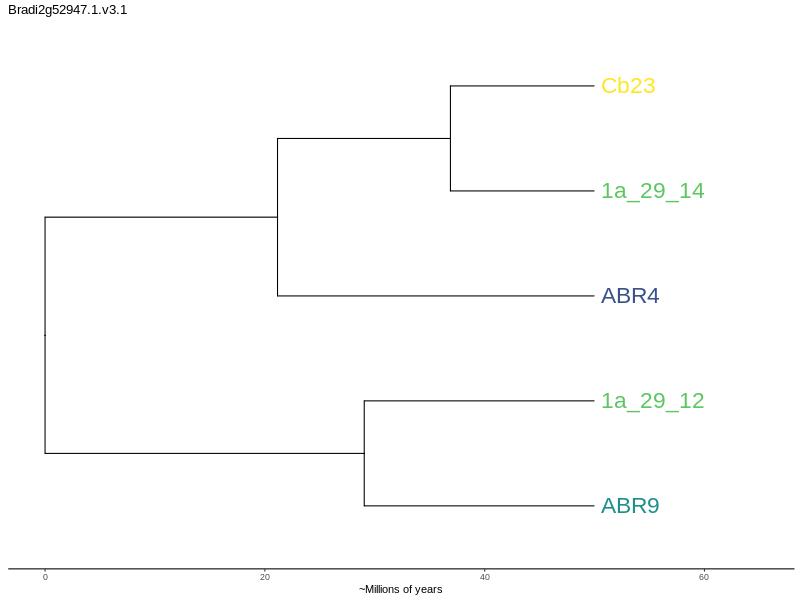 Bradi2g52947.1.v3.1
Cb23
1a_29_14
ABR4
1a_29_12
ABR9
0 20 40 60
~Millions of years